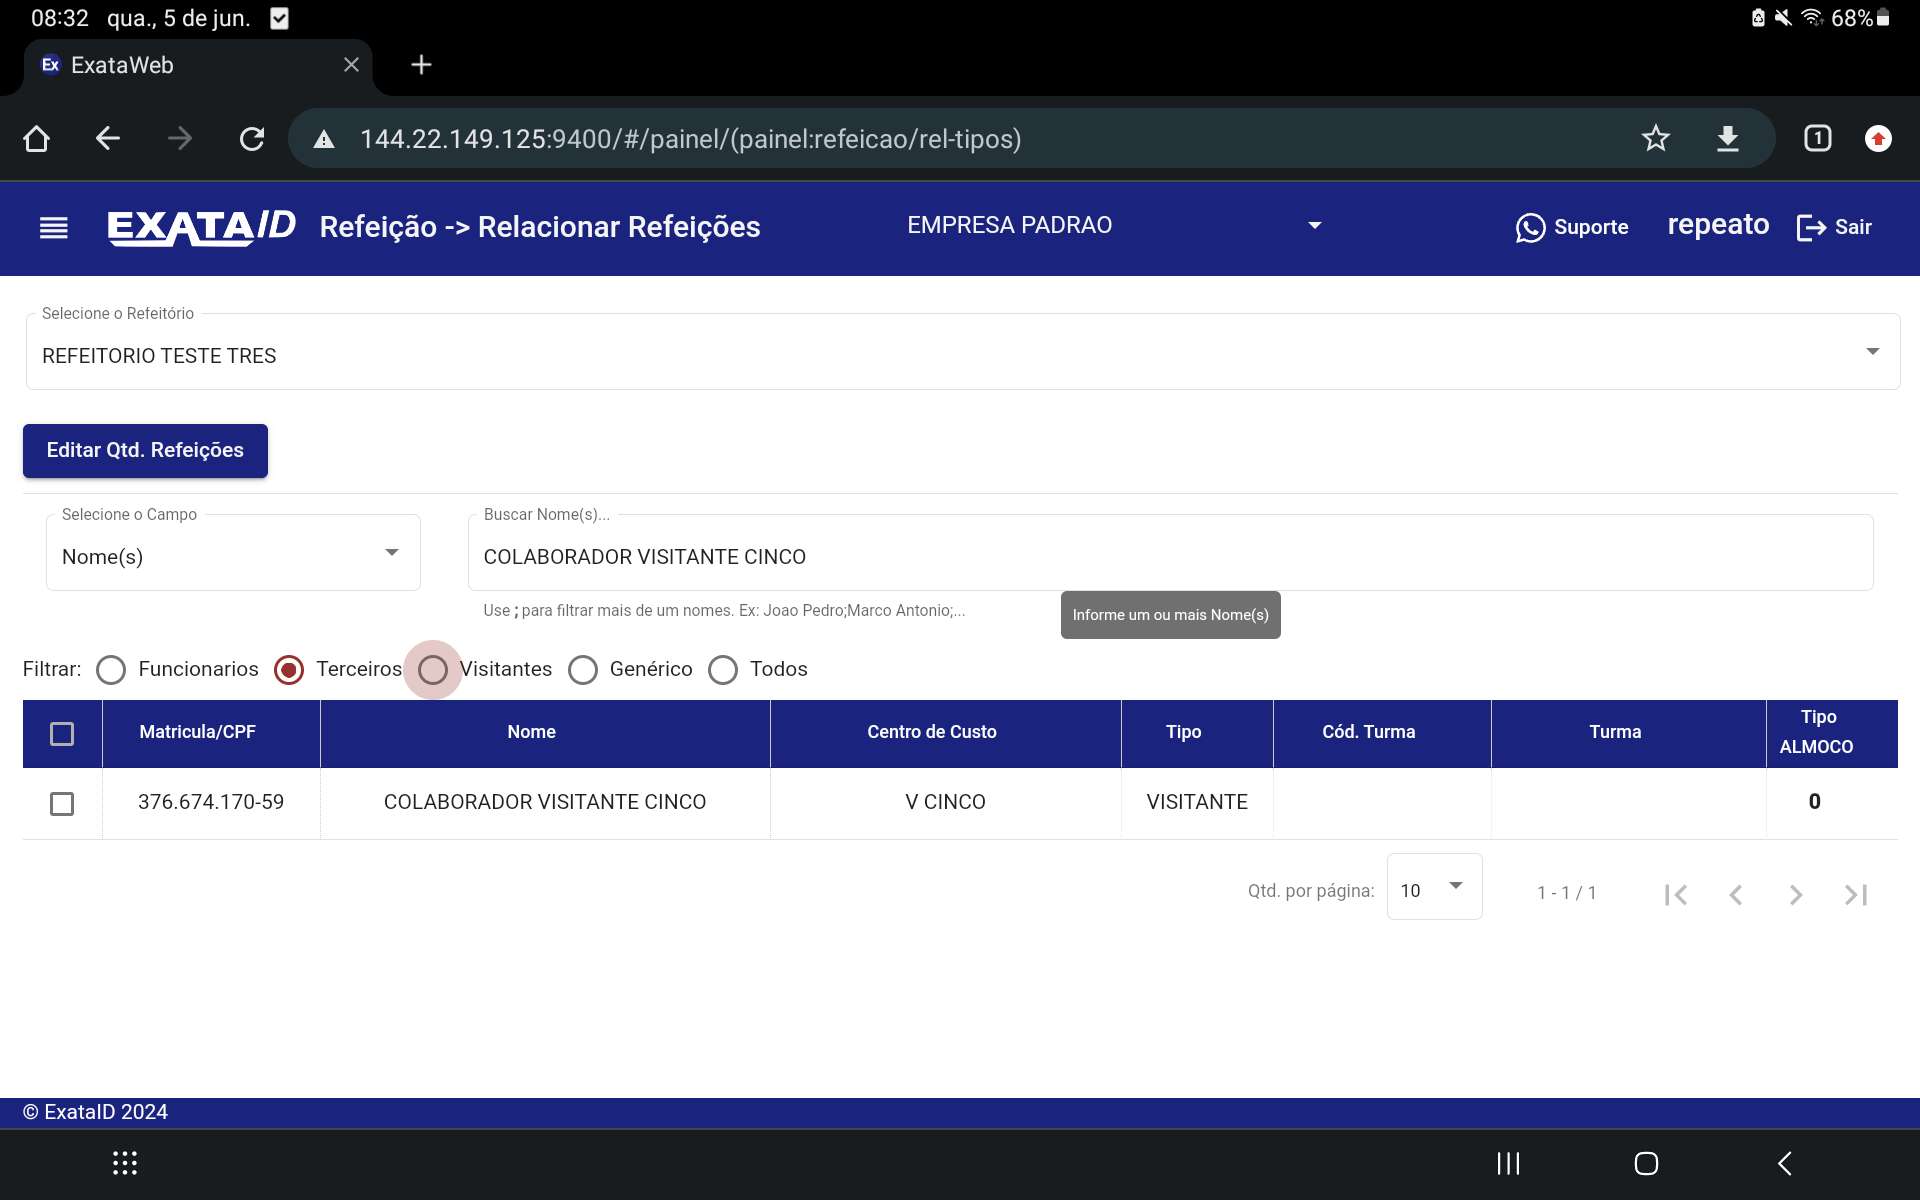 08:32 qua., 5 de jun. 68%
Ex ExataWeb
144.22.149.125:9400/#/painel/(painel:refeicao/rel-tipos) 1
EXATAID Refeição -> Relacionar Refeições EMPRESA PADRAO Suporte repeato Sair
Selecione o Refeitório
REFEITORIO TESTE TRES
Editar Qtd. Refeições
Selecione o Campo Buscar Nome(s)...
Nome(s) COLABORADOR VISITANTE CINCO
Use ; para filtrar mais de um nomes. Ex: Joao Pedro;Marco Antonio;...
Informe um ou mais Nome(s)
Filtrar: Funcionarios Terceiros Visitantes Genérico Todos
Matricula/CPF Nome Centro de Custo Tipo Cód. Turma Turma Tipo
ALMOCO
376.674.170-59 COLABORADOR VISITANTE CINCO V CINCO VISITANTE 0
Qtd. por página: 10 1 - 1 / 1
© ExataID 2024